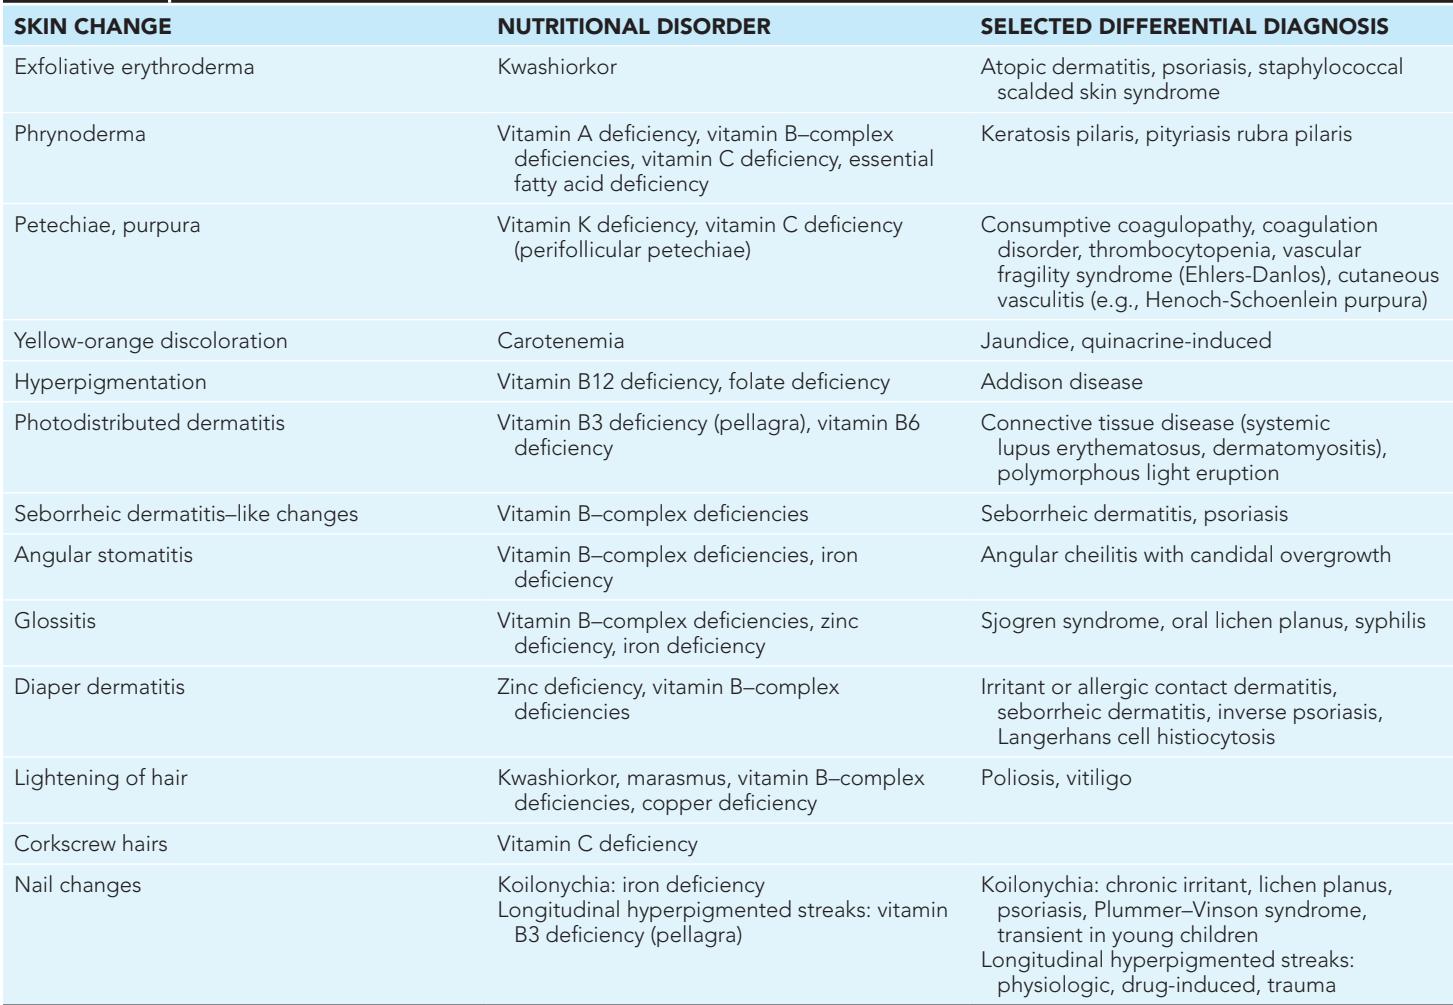 SKIN CHANGE NUTRITIONAL DISORDER SELECTED DIFFERENTIAL DIAGNOSIS
Exfoliative erythroderma Kwashiorkor Atopic dermatitis, psoriasis, staphylococcal
scalded skin syndrome
Phrynoderma Vitamin A deficiency, vitamin B–complex Keratosis pilaris, pityriasis rubra pilaris
deficiencies, vitamin C deficiency, essential
fatty acid deficiency
Petechiae, purpura Vitamin K deficiency, vitamin C deficiency Consumptive coagulopathy, coagulation
(perifollicular petechiae) disorder, thrombocytopenia, vascular
fragility syndrome (Ehlers-Danlos), cutaneous
vasculitis (e.g., Henoch-Schoenlein purpura)
Yellow-orange discoloration Carotenemia Jaundice, quinacrine-induced
Hyperpigmentation Vitamin B12 deficiency, folate deficiency Addison disease
Photodistributed dermatitis Vitamin B3 deficiency (pellagra), vitamin B6 Connective tissue disease (systemic
deficiency lupus erythematosus, dermatomyositis),
polymorphous light eruption
Seborrheic dermatitis–like changes Vitamin B–complex deficiencies Seborrheic dermatitis, psoriasis
Angular stomatitis Vitamin B–complex deficiencies, iron Angular cheilitis with candidal overgrowth
deficiency
Glossitis Vitamin B–complex deficiencies, zinc Sjogren syndrome, oral lichen planus, syphilis
deficiency, iron deficiency
Diaper dermatitis Zinc deficiency, vitamin B–complex Irritant or allergic contact dermatitis,
deficiencies seborrheic dermatitis, inverse psoriasis,
Langerhans cell histiocytosis
Lightening of hair Kwashiorkor, marasmus, vitamin B–complex Poliosis, vitiligo
deficiencies, copper deficiency
Corkscrew hairs Vitamin C deficiency
Nail changes Koilonychia: iron deficiency Koilonychia: chronic irritant, lichen planus,
Longitudinal hyperpigmented streaks: vitamin psoriasis, Plummer–Vinson syndrome,
B3 deficiency (pellagra) transient in young children
Longitudinal hyperpigmented streaks:
physiologic, drug-induced, trauma